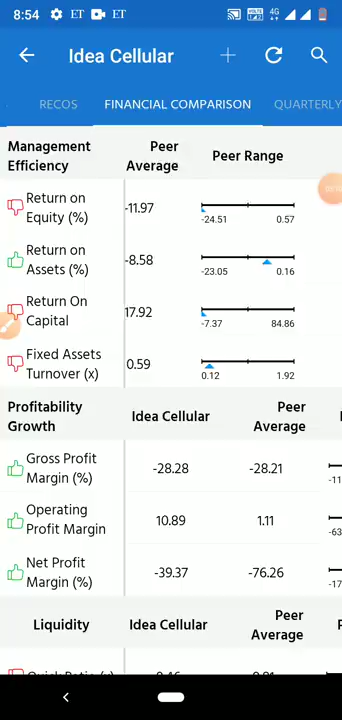 8:54 ET ET 4G
Idea Cellular
RECOS FINANCIAL COMPARISON QUARTERLY
Management Efficiency Peer Average Peer Range
Return on Equity (%) -11.97 -24.51 0.57
Return on Assets (%) -8.58 -23.05 0.16
Return On Capital 17.92 -7.37 84.86
Fixed Assets Turnover (x) 0.59 0.12 1.92
Profitability Growth Idea Cellular Peer Average
Gross Profit Margin (%) -28.28 -28.21 -11
Operating Profit Margin 10.89 1.11 -63
Net Profit Margin (%) -39.37 -76.26 -17
Liquidity Idea Cellular Peer Average